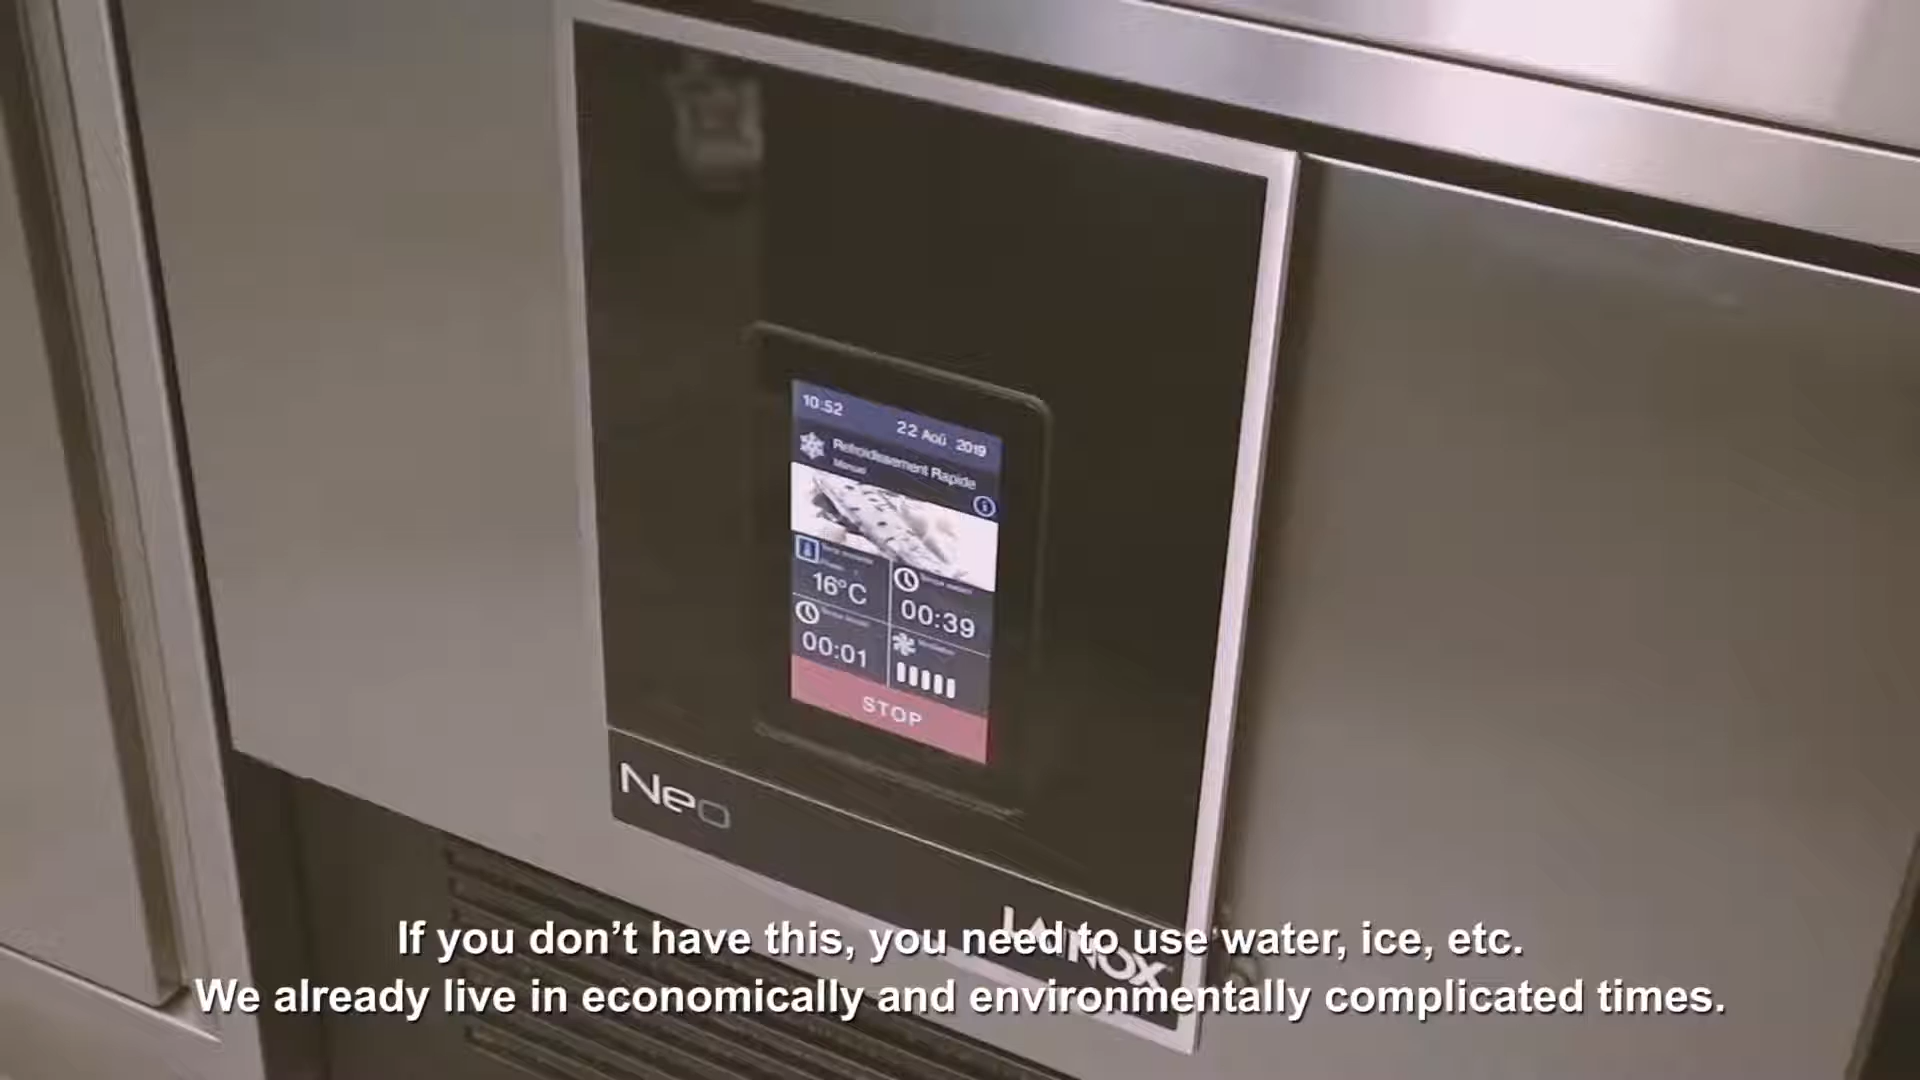 10:52
22 Aoû 2019
Refroidissement Rapide
Manuel
16°C
00:39
00:01
STOP
Neo
LAINOX
If you don’t have this, you need to use water, ice, etc.
We already live in economically and environmentally complicated times.